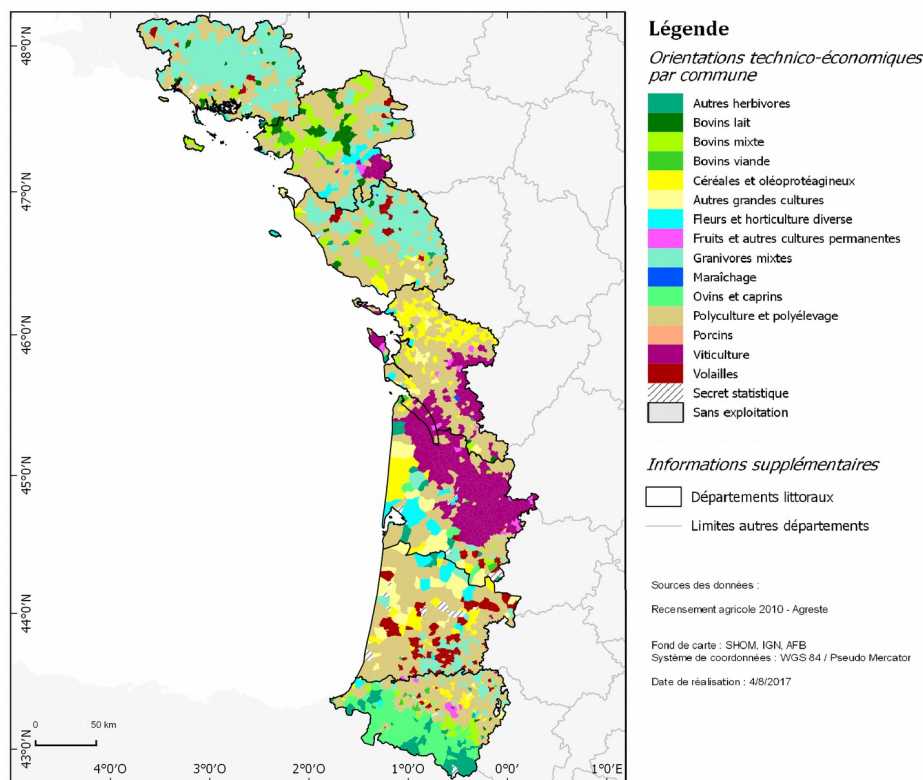 Légende
Orientations technico-économiques
par commune
Autres herbivores
Bovins lait
Bovins mixte
Bovins viande
Céréales et oléoprotéagineux
Autres grandes cultures
Fleurs et horticulture diverse
Fruits et autres cultures permanentes
Granivores mixtes
Maraîchage
Ovins et caprins
Polyculture et polyélevage
Porcins
Viticulture
Volailles
Secret statistique
Sans exploitation
Informations supplémentaires
Départements littoraux
Limites autres départements
Sources des données :
Recensement agricole 2010 - Agreste
Fond de carte : SHOM, IGN, AFB
Système de coordonnées : WGS 84 / Pseudo Mercator
Date de réalisation : 4/8/2017
48°N
47°0'N
46°0'N
45°0'N
44°0'N
43°0'N
0 50 km
4°0'O 3°0'O 2°0'O 1°0'O 0°0' 1°0'E